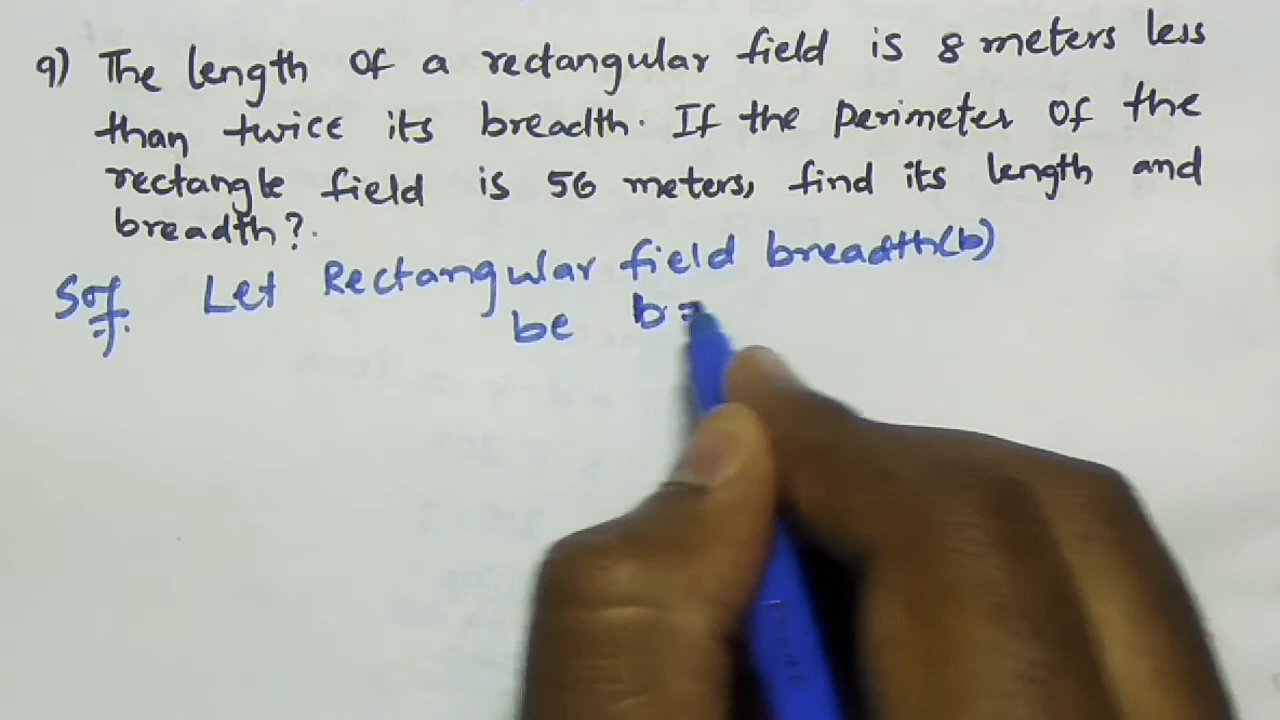 9) The length of a rectangular field is 8 meters less
than twice its breadth. If the perimeter of the
rectangle field is 56 meters, find its length and
breadth?.
Sol. Let Rectangular field breadth(b)
be b =